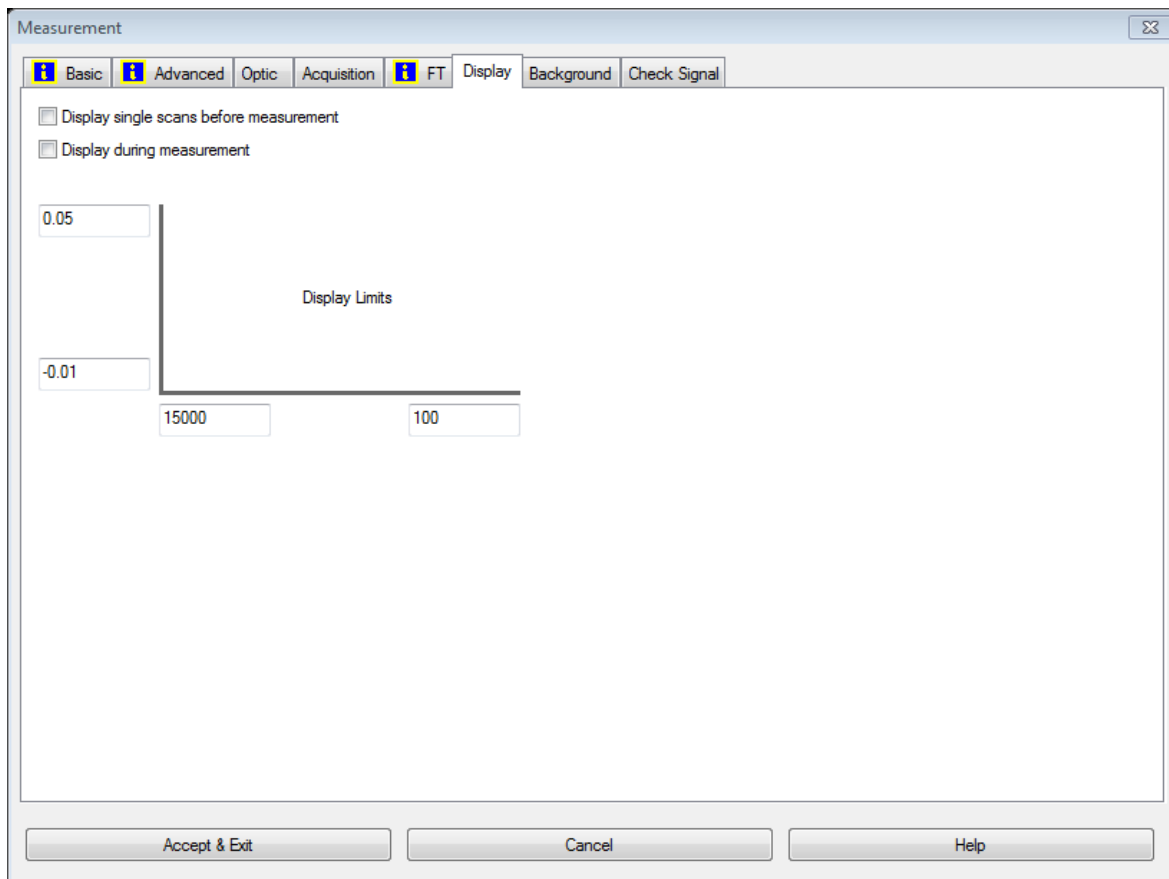 Measurement
i Basic i Advanced Optic Acquisition i FT Display Background Check Signal
Display single scans before measurement
Display during measurement
0.05
Display Limits
-0.01
15000 100
Accept & Exit Cancel Help